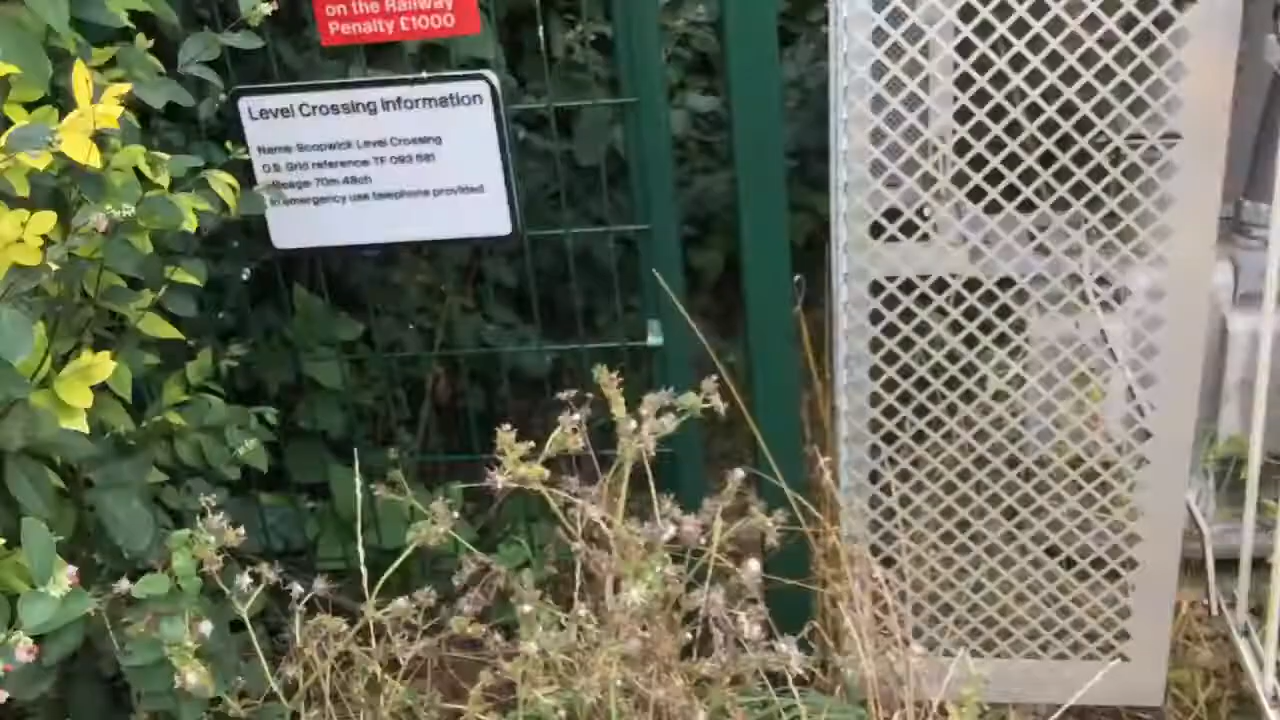 on the Railway
Penalty £1000
Level Crossing Information
Name Scopwick Level Crossing
O.S. Grid reference TF 093 581
70m 48ch
In emergency use telephone provided